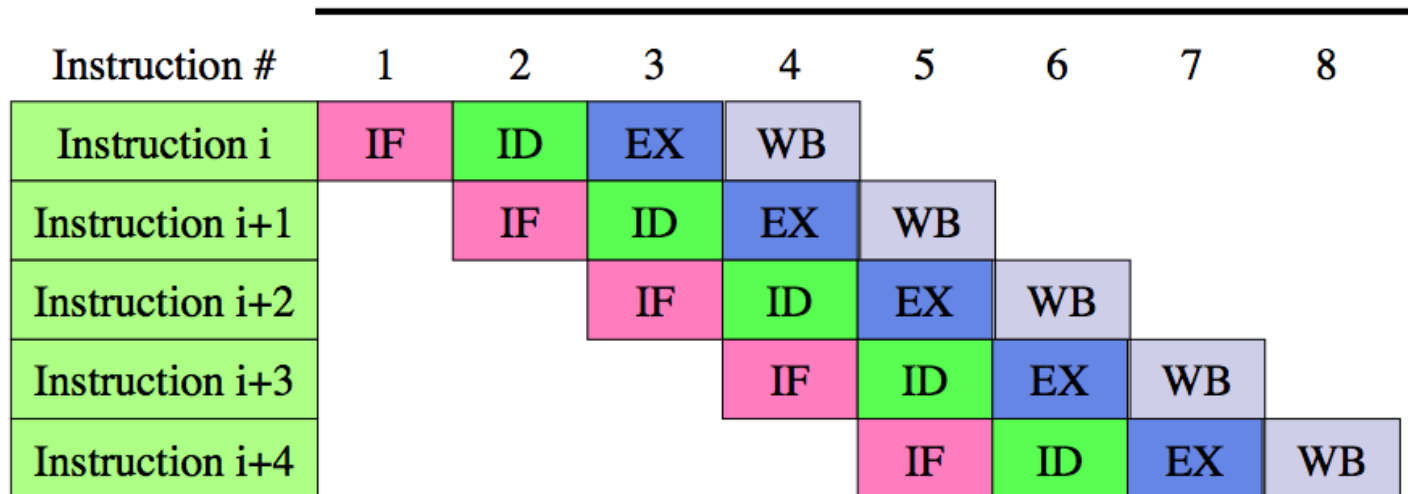 Instruction # 1 2 3 4 5 6 7 8
Instruction i IF ID EX WB
Instruction i+1 IF ID EX WB
Instruction i+2 IF ID EX WB
Instruction i+3 IF ID EX WB
Instruction i+4 IF ID EX WB